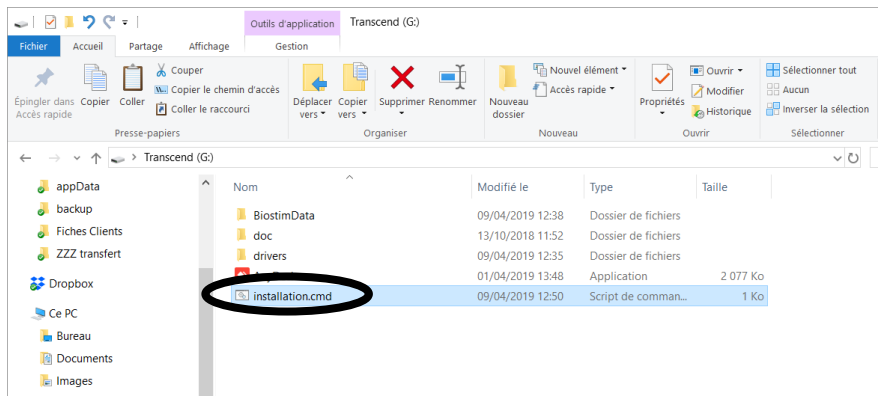 Outils d'application Transcend (G:)
Fichier Accueil Partage Affichage Gestion
Épingler dans Accès rapide
Copier
Coller
Couper
Copier le chemin d'accès
Coller le raccourci
Presse-papiers
Déplacer vers
Copier vers
Supprimer
Renommer
Organiser
Nouveau dossier
Nouvel élément
Accès rapide
Nouveau
Propriétés
Ouvrir
Modifier
Historique
Ouvrir
Sélectionner tout
Aucun
Inverser la sélection
Sélectionner
Transcend (G:)
appData
backup
Fiches Clients
ZZZ transfert
Dropbox
Ce PC
Bureau
Documents
Images
Nom Modifié le Type Taille
BiostimData 09/04/2019 12:38 Dossier de fichiers
doc 13/10/2018 11:52 Dossier de fichiers
drivers 09/04/2019 12:35 Dossier de fichiers
01/04/2019 13:48 Application 2 077 Ko
installation.cmd 09/04/2019 12:50 Script de comman... 1 Ko